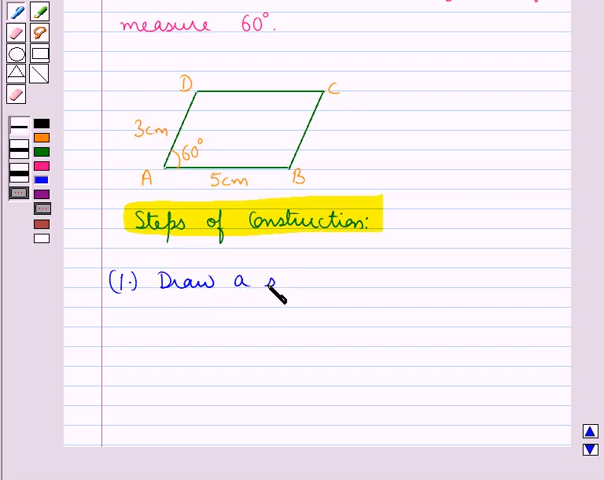 measure 60°.
D C
3cm 60°
A 5cm B
Steps of Construction:
(1.) Draw a s